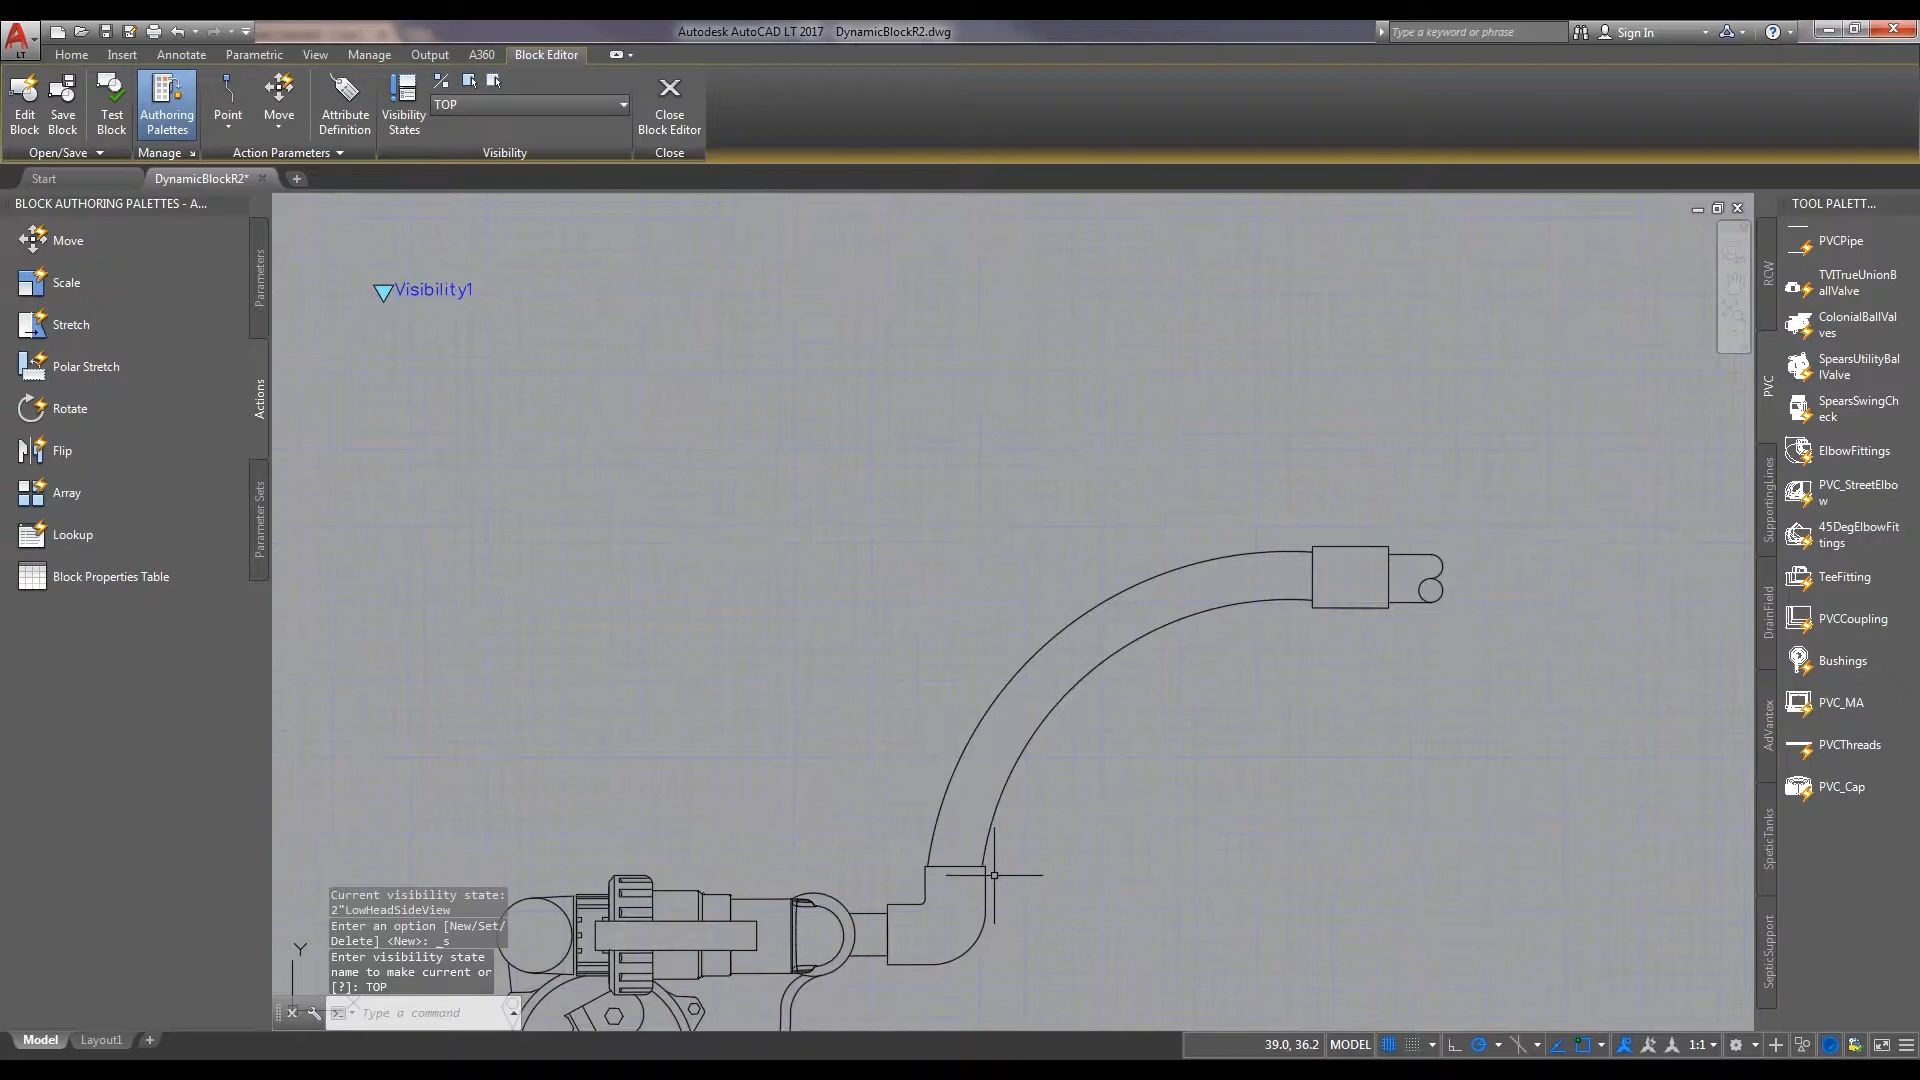 Autodesk AutoCAD LT 2017 DynamicBlockR2.dwg
Type a keyword or phrase
Sign In
LT
Home Insert Annotate Parametric View Manage Output A360 Block Editor
TOP
Edit Block
Save Block
Test Block
Authoring Palettes
Point
Move
Attribute Definition
Visibility States
Close Block Editor
Open/Save
Manage
Action Parameters
Visibility
Close
Start
DynamicBlockR2*
BLOCK AUTHORING PALETTES - A...
Move
Scale
Stretch
Polar Stretch
Rotate
Flip
Array
Lookup
Block Properties Table
Parameters
Actions
Parameter Sets
Visibility1
Current visibility state:
2"LowHeadSideView
Enter an option [New/Set/
Delete] <New>: _s
Enter visibility state
name to make current or
[?]: TOP
Type a command
Y
TOOL PALETT...
PVCPipe
TVITrueUnionB
allValve
ColonialBallVal
ves
SpearsUtilityBal
lValve
SpearsSwingChe
ck
ElbowFittings
PVC_StreetElbo
w
45DegElbowFit
tings
TeeFitting
PVCCoupling
Bushings
PVC_MA
PVCThreads
PVC_Cap
RCW
PVC
SupportingLines
DrainField
AdVantex
SpeticTanks
SepticSupport
Model
Layout1
39.0, 36.2
MODEL
1:1